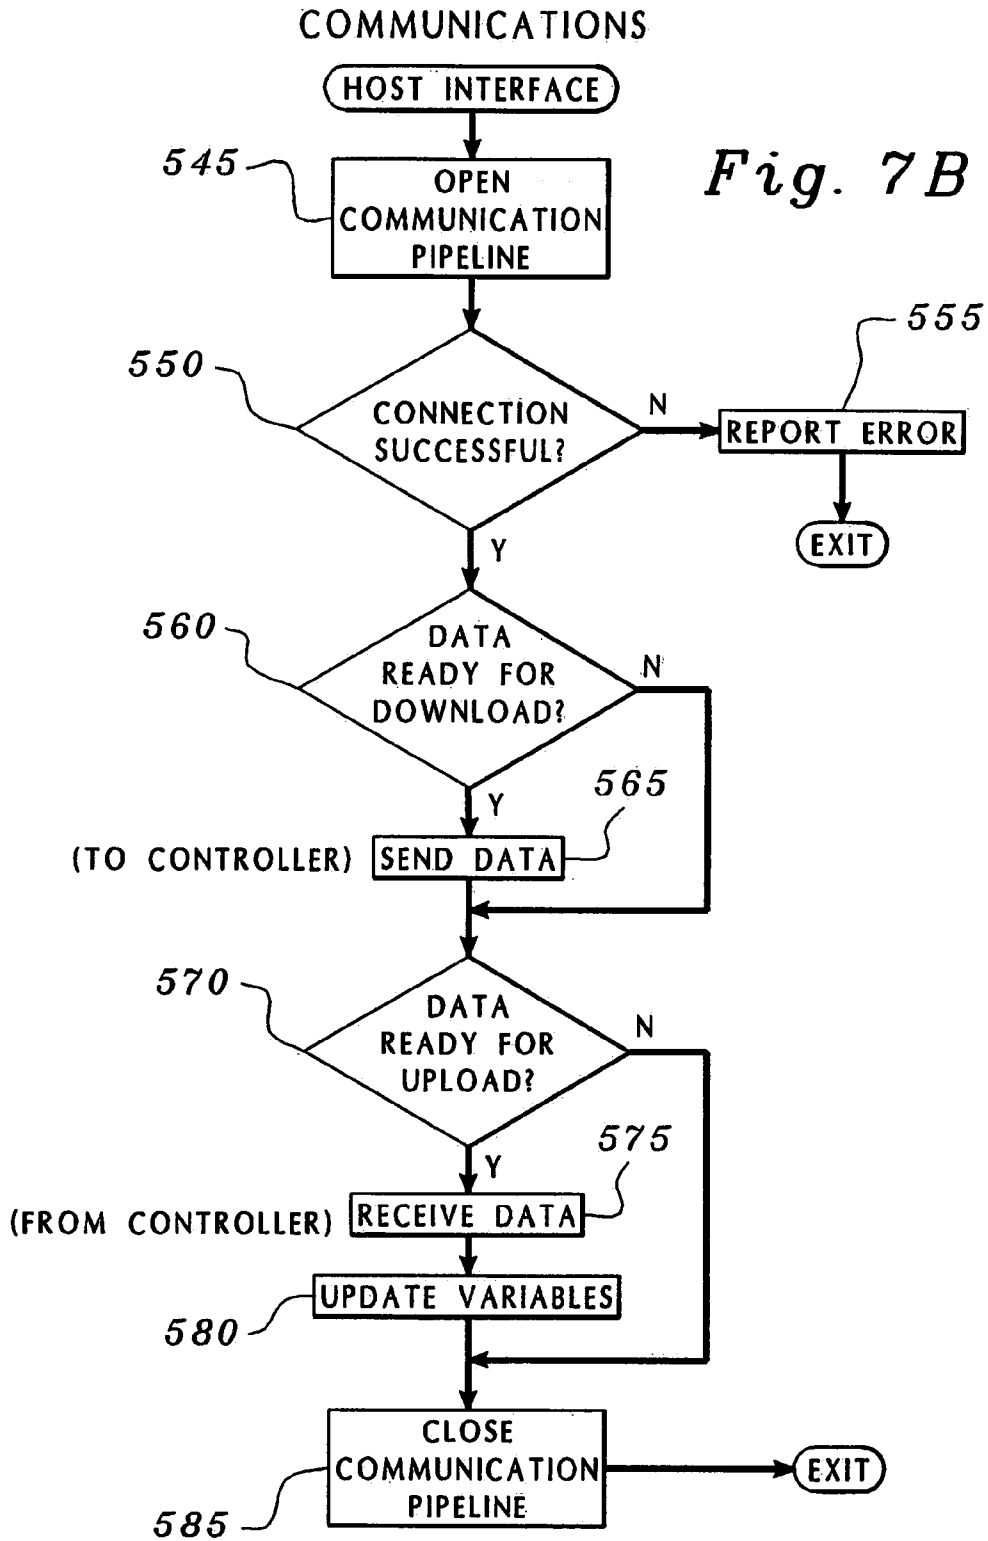 COMMUNICATIONS
HOST INTERFACE
Fig. 7B
545
OPEN
COMMUNICATION
PIPELINE
555
550
CONNECTION
SUCCESSFUL?
N
REPORT ERROR
EXIT
Y
560
DATA
READY FOR
DOWNLOAD?
N
Y
565
(TO CONTROLLER)
SEND DATA
570
DATA
READY FOR
UPLOAD?
N
Y
575
(FROM CONTROLLER)
RECEIVE DATA
UPDATE VARIABLES
580
CLOSE
COMMUNICATION
PIPELINE
EXIT
585